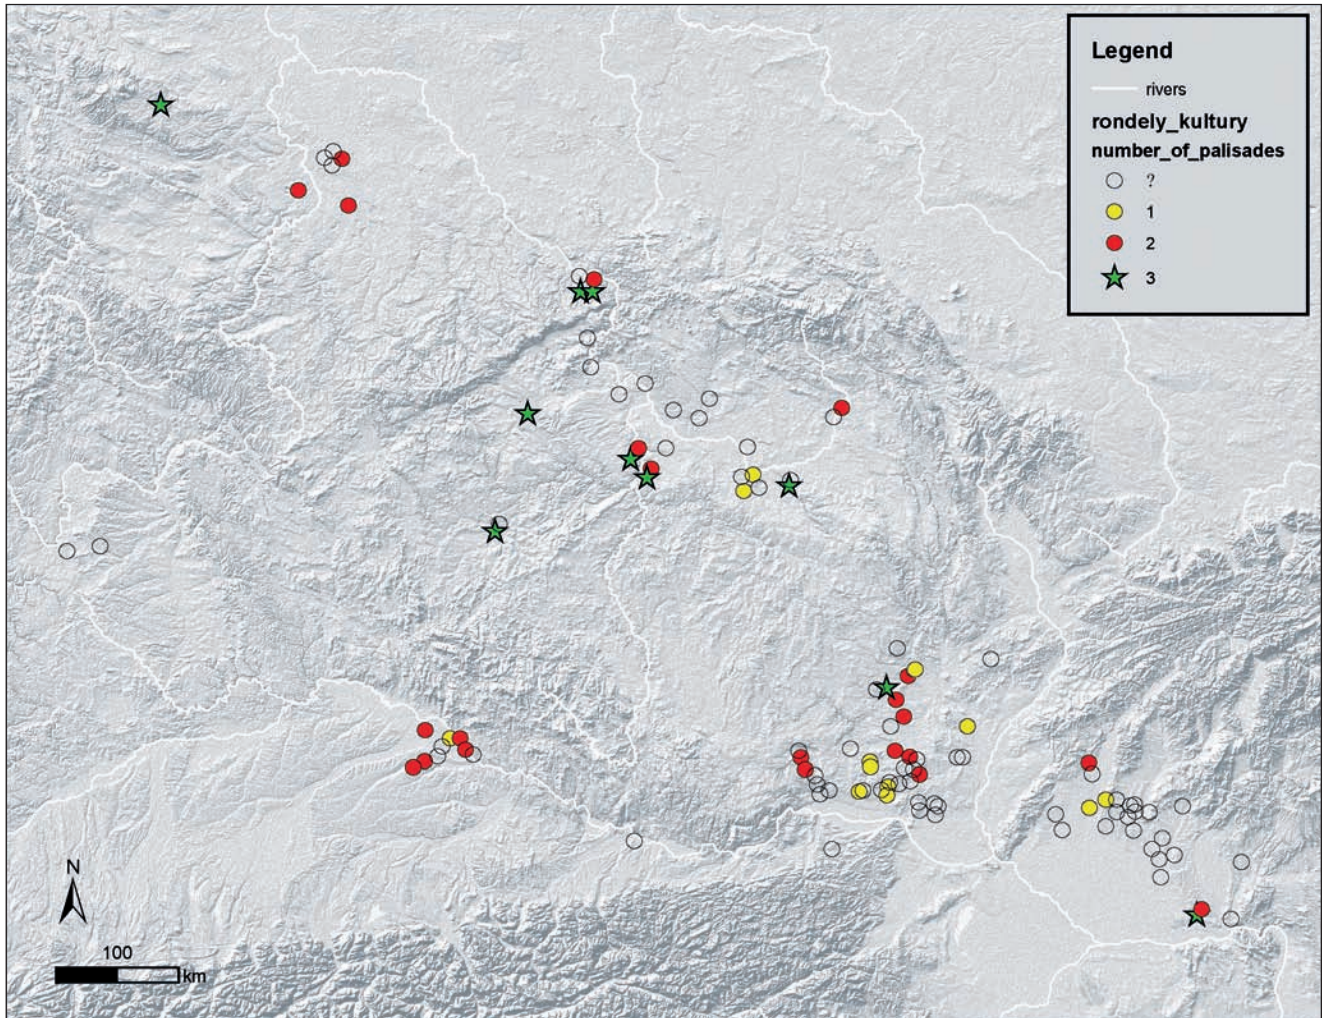 Legend
rivers
rondely_kultury
number_of_palisades
?
1
2
3
N
100
km